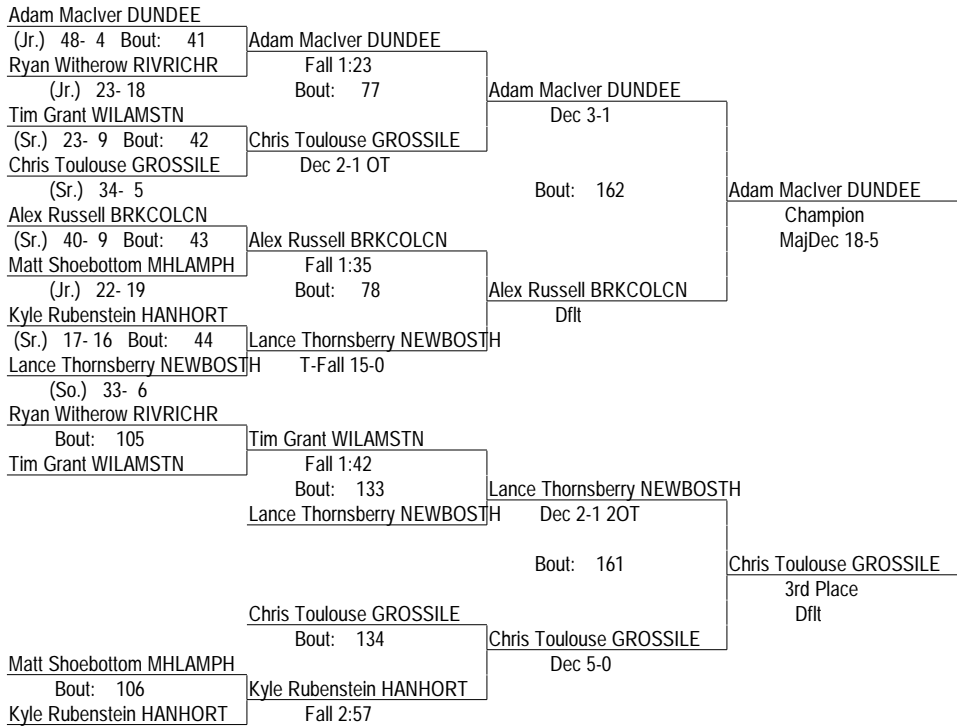 Adam MacIver DUNDEE
(Jr.) 48- 4 Bout: 41
Adam MacIver DUNDEE
Ryan Witherow RIVRICHR
Fall 1:23
(Jr.) 23- 18
Bout: 77
Adam MacIver DUNDEE
Tim Grant WILAMSTN
Dec 3-1
(Sr.) 23- 9 Bout: 42
Chris Toulouse GROSSILE
Chris Toulouse GROSSILE
Dec 2-1 OT
(Sr.) 34- 5
Bout: 162
Adam MacIver DUNDEE
Alex Russell BRKCOLCN
Champion
(Sr.) 40- 9 Bout: 43
Alex Russell BRKCOLCN
MajDec 18-5
Matt Shoebottom MHLAMPH
Fall 1:35
(Jr.) 22- 19
Bout: 78
Alex Russell BRKCOLCN
Kyle Rubenstein HANHORT
Dflt
(Sr.) 17- 16 Bout: 44
Lance Thornsberry NEWBOSTH
Lance Thornsberry NEWBOSTH
T-Fall 15-0
(So.) 33- 6
Ryan Witherow RIVRICHR
Bout: 105
Tim Grant WILAMSTN
Tim Grant WILAMSTN
Fall 1:42
Bout: 133
Lance Thornsberry NEWBOSTH
Lance Thornsberry NEWBOSTH
Dec 2-1 2OT
Bout: 161
Chris Toulouse GROSSILE
3rd Place
Chris Toulouse GROSSILE
Dflt
Bout: 134
Chris Toulouse GROSSILE
Matt Shoebottom MHLAMPH
Dec 5-0
Bout: 106
Kyle Rubenstein HANHORT
Kyle Rubenstein HANHORT
Fall 2:57